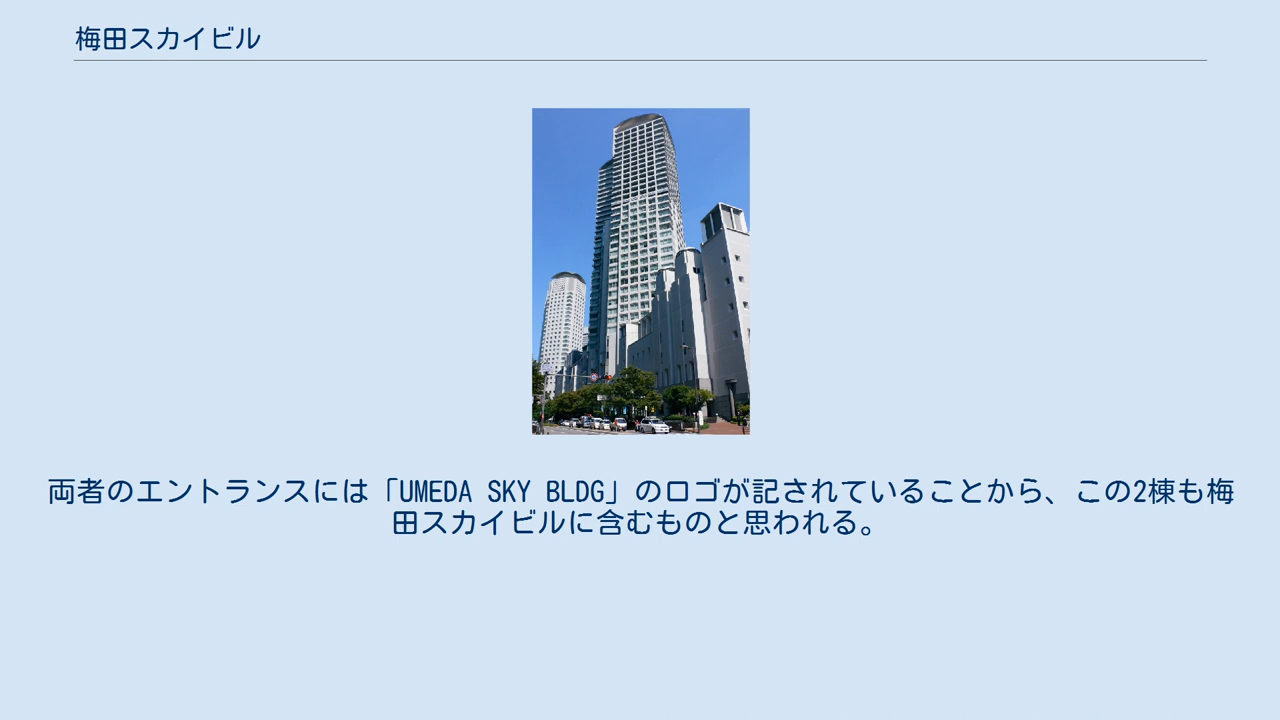 梅田スカイビル
両者のエントランスには「UMEDA SKY BLDG」のロゴが記されていることから、この2棟も梅
田スカイビルに含むものと思われる。